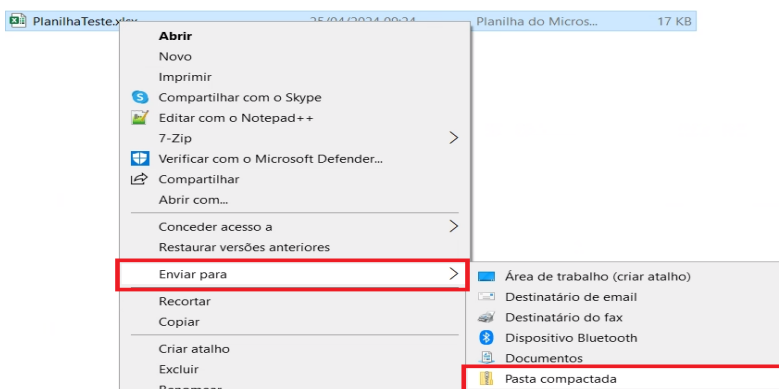 PlanilhaTeste.xlsx 25/04/2024 09:24 Planilha do Micros... 17 KB
Abrir
Novo
Imprimir
Compartilhar com o Skype
Editar com o Notepad++
7-Zip
Verificar com o Microsoft Defender...
Compartilhar
Abrir com...
Conceder acesso a
Restaurar versões anteriores
Enviar para
Recortar
Copiar
Criar atalho
Excluir
Renomear
Área de trabalho (criar atalho)
Destinatário de email
Destinatário do fax
Dispositivo Bluetooth
Documentos
Pasta compactada